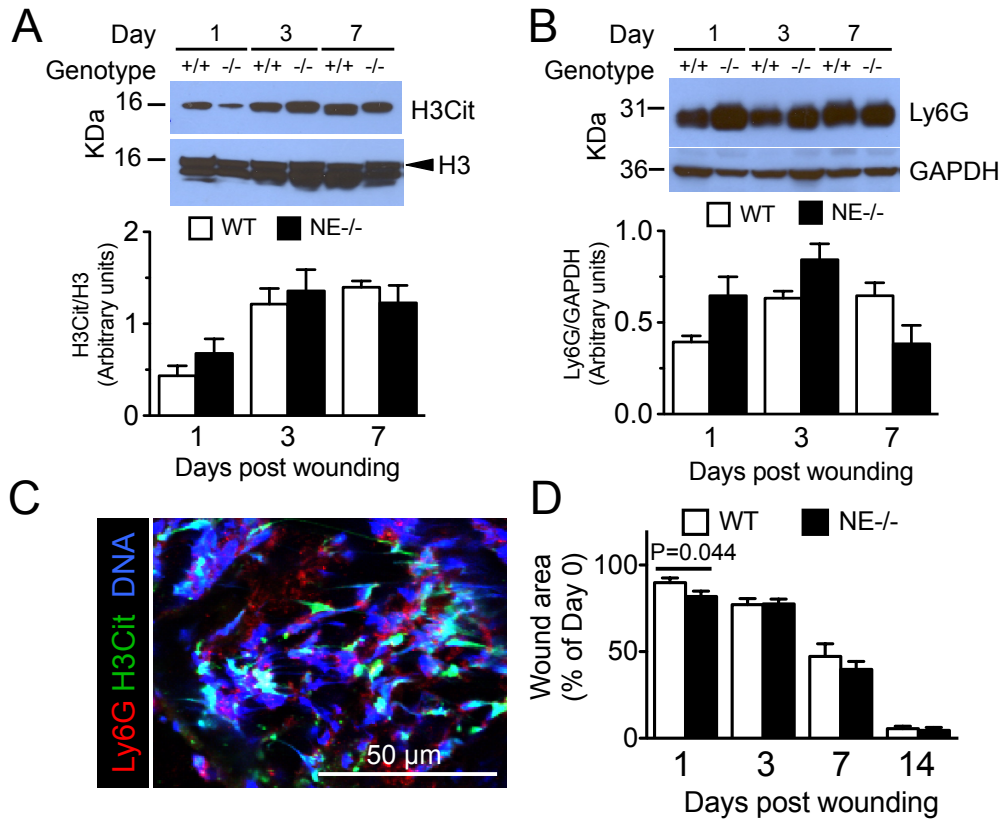 A
Day 1 3 7
Genotype +/+ -/- +/+ -/- +/+ -/-
KDa
16
H3Cit
16
H3
WT NE-/-
H3Cit/H3
(Arbitrary units)
2
1
0
1 3 7
Days post wounding
B
Day 1 3 7
Genotype +/+ -/- +/+ -/- +/+ -/-
KDa
31
Ly6G
36
GAPDH
WT NE-/-
Ly6G/GAPDH
(Arbitrary units)
1.0
0.5
0.0
1 3 7
Days post wounding
C
Ly6G H3Cit DNA
50 μm
D
WT NE-/-
P=0.044
Wound area
(% of Day 0)
100
50
0
1 3 7 14
Days post wounding